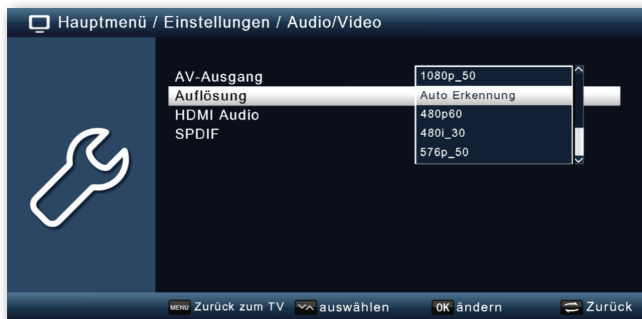 Hauptmenü / Einstellungen / Audio/Video
AV-Ausgang
Auflösung
HDMI Audio
SPDIF
1080p_50
Auto Erkennung
480p60
480i_30
576p_50
MENU Zurück zum TV auswählen OK ändern Zurück